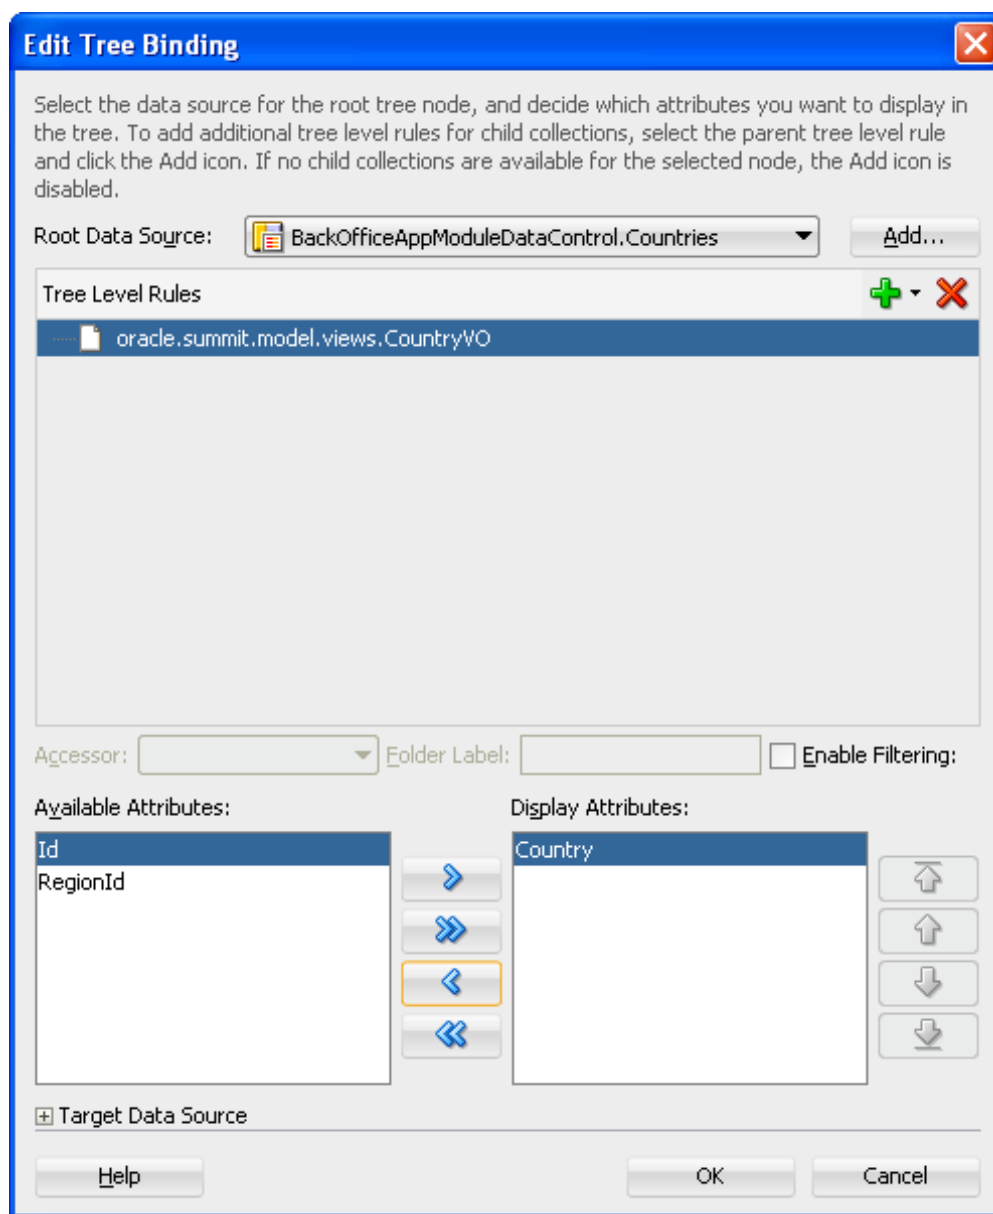 Edit Tree Binding
Select the data source for the root tree node, and decide which attributes you want to display in
the tree. To add additional tree level rules for child collections, select the parent tree level rule
and click the Add icon. If no child collections are available for the selected node, the Add icon is
disabled.
Root Data Source: BackOfficeAppModuleDataControl.Countries Add...
Tree Level Rules
oracle.summit.model.views.CountryVO
Accessor: Folder Label: Enable Filtering:
Available Attributes: Display Attributes:
Id Country
RegionId
Target Data Source
Help OK Cancel